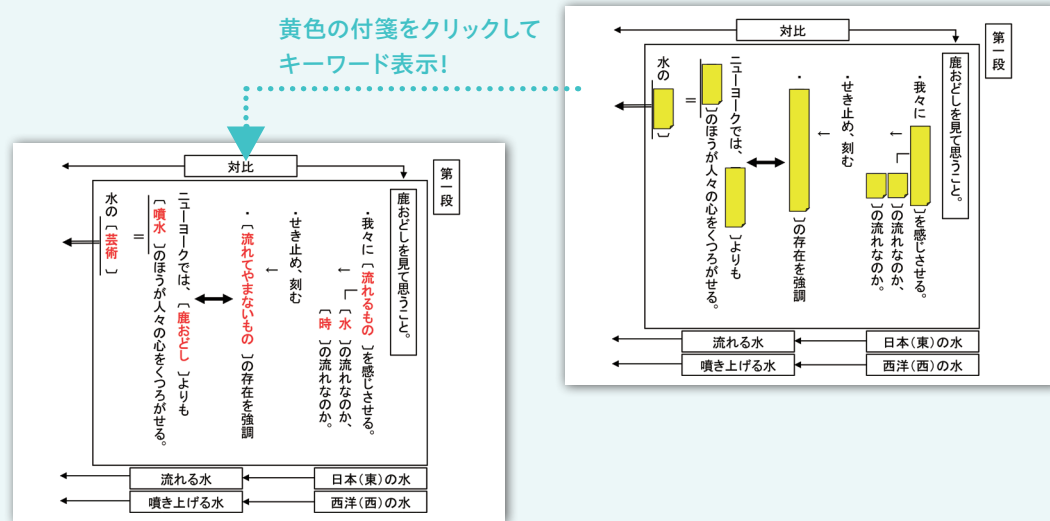 黄色の付箋をクリックして
キーワード表示!
第一段
対比
鹿おどしを見て思うこと。
・我々に〔流れるもの〕を感じさせる。
〔水〕の流れなのか、
〔時〕の流れなのか。
・せき止め、刻む
・〔流れてやまないもの〕の存在を強調
ニューヨークでは、〔鹿おどし〕よりも
〔噴水〕のほうが人々の心をくつろがせる。
=
水の〔芸術〕
日本(東)の水
流れる水
西洋(西)の水
噴き上げる水
第一段
対比
鹿おどしを見て思うこと。
・我々に 〕を感じさせる。
〕の流れなのか、
〕の流れなのか。
・せき止め、刻む
・ 〕の存在を強調
ニューヨークでは、 〕よりも
〕のほうが人々の心をくつろがせる。
=
水の 〕
日本(東)の水
流れる水
西洋(西)の水
噴き上げる水